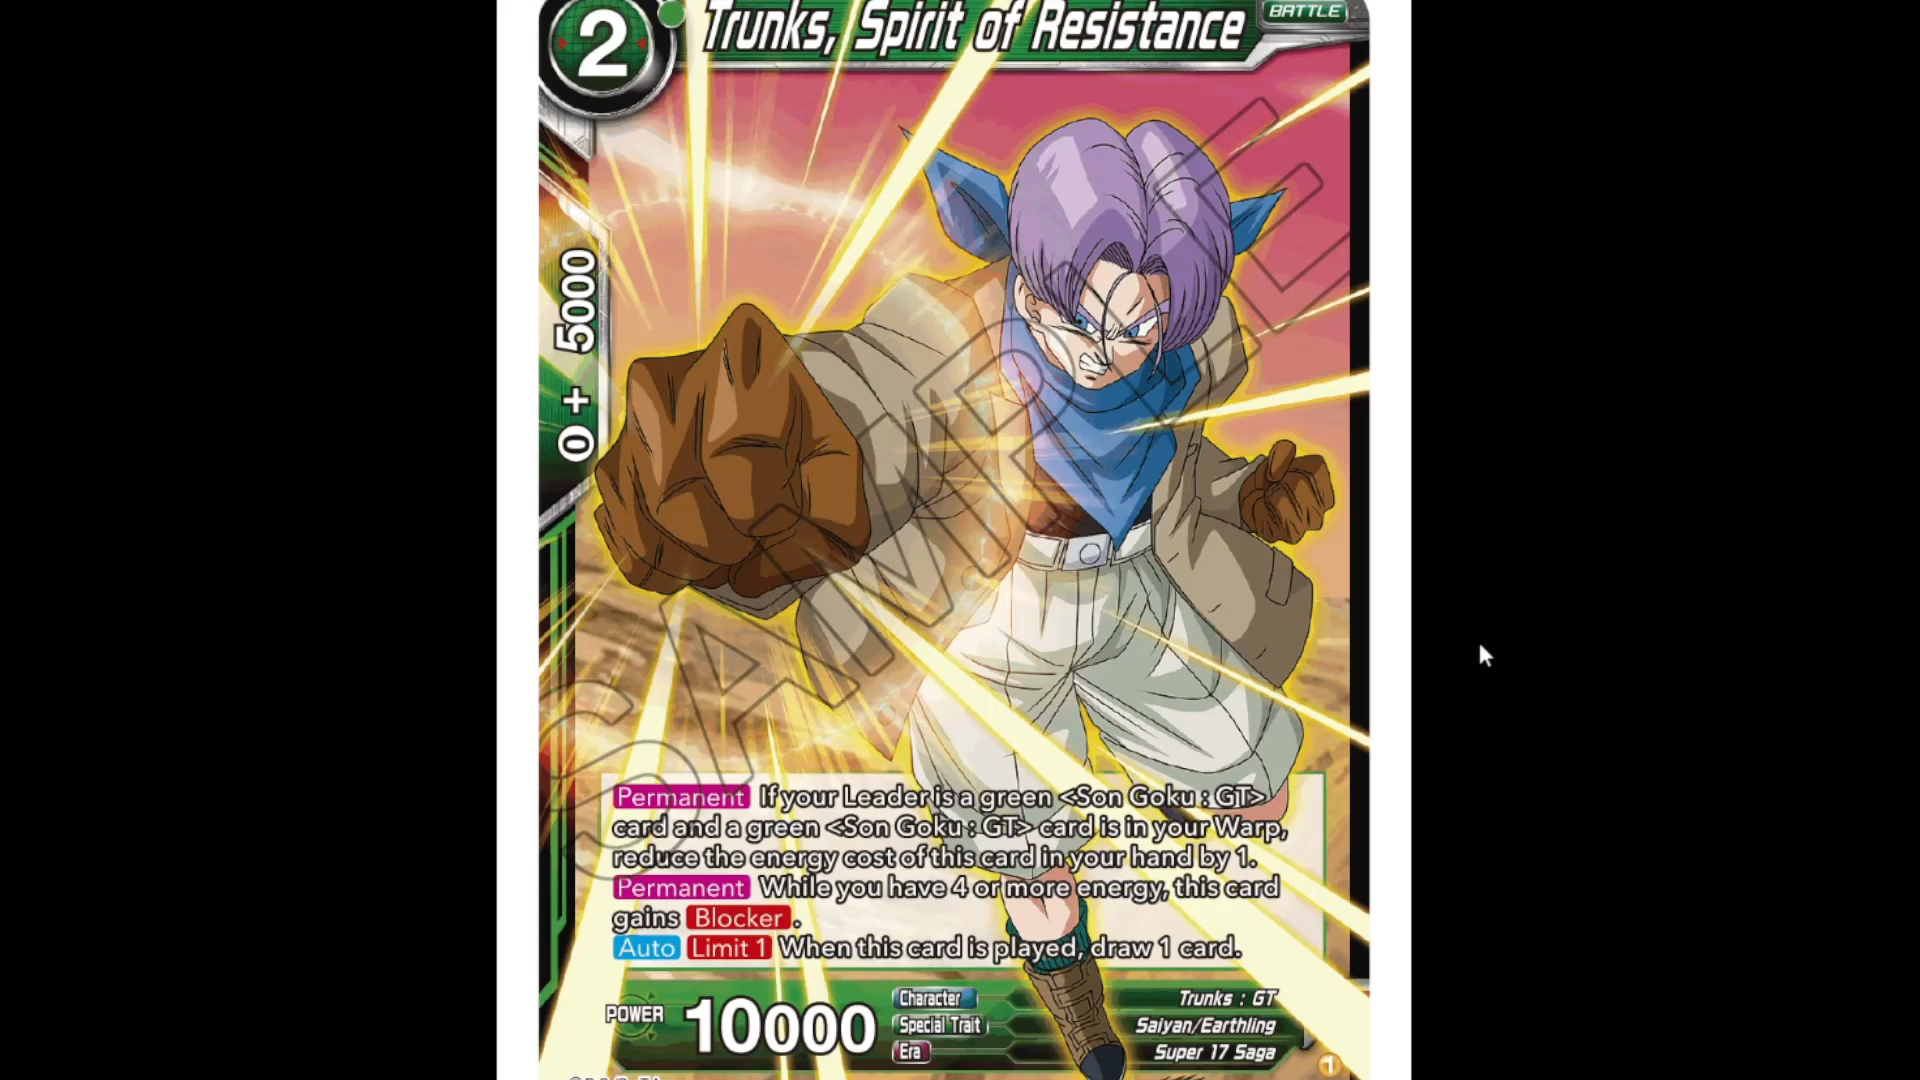 2
Trunks, Spirit of Resistance
BATTLE
0 + 5000
SAMPLE
Permanent If your Leader is a green <Son Goku : GT>
card and a green <Son Goku : GT> card is in your Warp,
reduce the energy cost of this card in your hand by 1.
Permanent While you have 4 or more energy, this card
gains Blocker.
Auto Limit 1 When this card is played, draw 1 card.
POWER 10000
Character Trunks : GT
Special Trait Saiyan/Earthling
Era Super 17 Saga
1